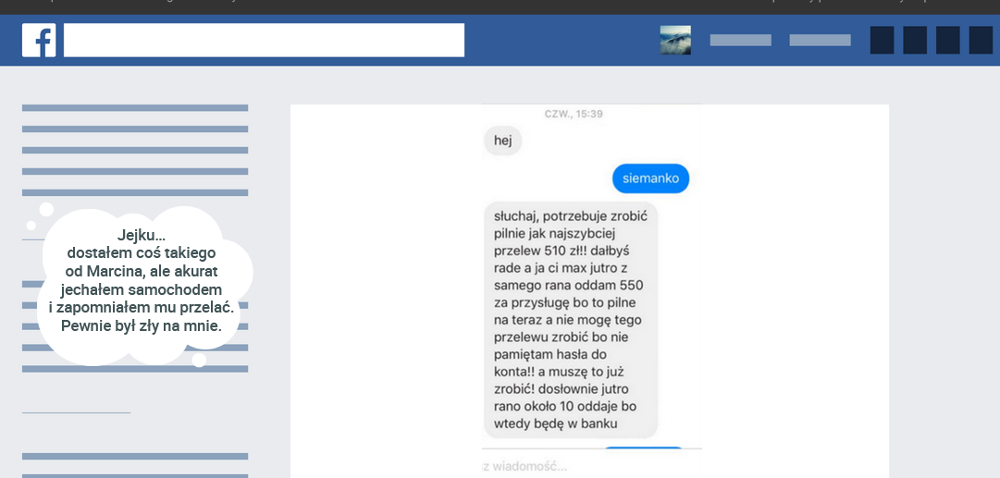 Jejku...
dostałem coś takiego
od Marcina, ale akurat
jechałem samochodem
i zapomniałem mu przelać.
Pewnie był zły na mnie.
CZW., 15:39
hej
siemanko
słuchaj, potrzebuje zrobić
pilnie jak najszybciej
przelew 510 zł!! dałbyś
rade a ja ci max jutro z
samego rana oddam 550
za przysługę bo to pilne
na teraz a nie mogę tego
przelewu zrobić bo nie
pamiętam hasła do
konta!! a muszę to już
zrobić! dosłownie jutro
rano około 10 oddaje bo
wtedy będę w banku
z wiadomość...